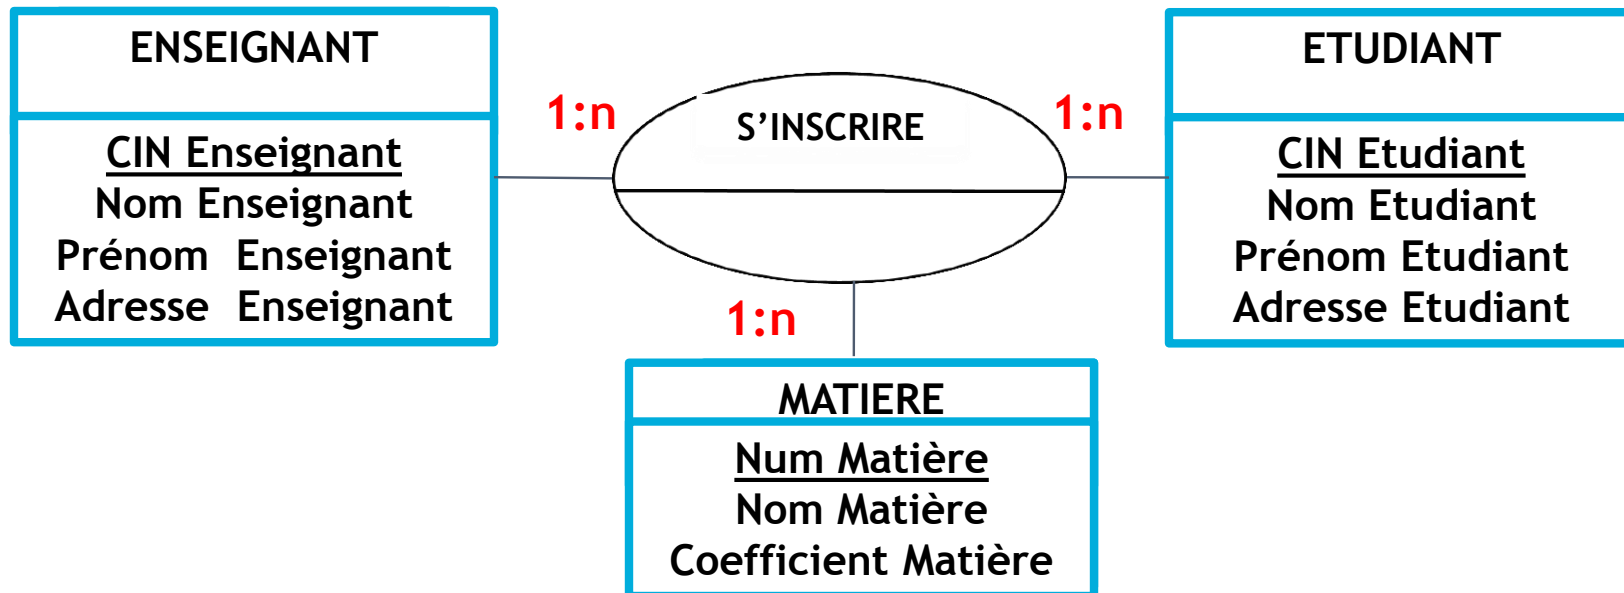 ENSEIGNANT
CIN Enseignant
Nom Enseignant
Prénom Enseignant
Adresse Enseignant
1:n
S’INSCRIRE
1:n
ETUDIANT
CIN Etudiant
Nom Etudiant
Prénom Etudiant
Adresse Etudiant
1:n
MATIERE
Num Matière
Nom Matière
Coefficient Matière